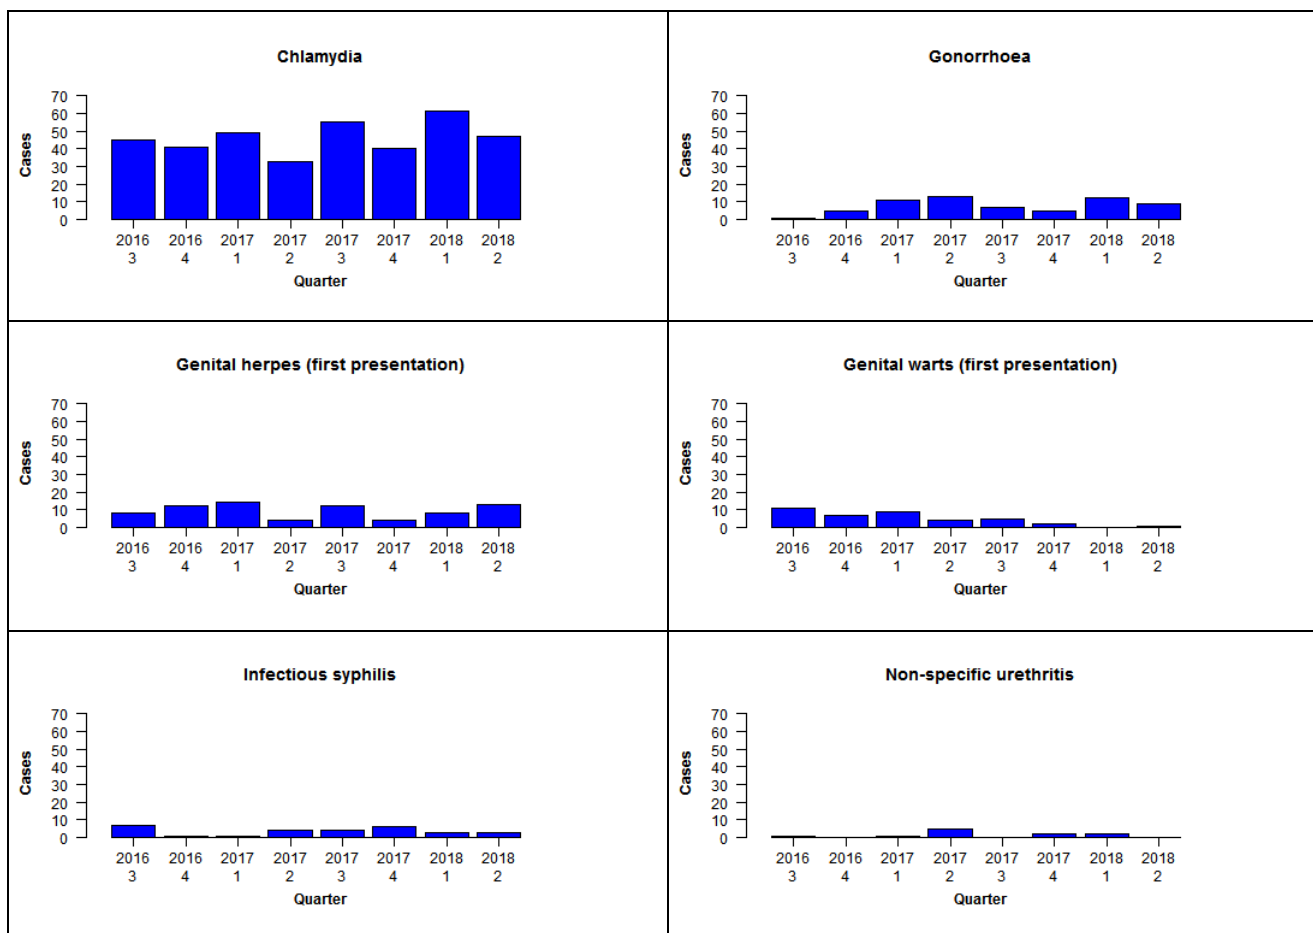 Chlamydia
70
60
50
40
30
20
10
0
Cases
2016 2016 2017 2017 2017 2017 2018 2018
3 4 1 2 3 4 1 2
Quarter
Gonorrhoea
70
60
50
40
30
20
10
0
Cases
2016 2016 2017 2017 2017 2017 2018 2018
3 4 1 2 3 4 1 2
Quarter
Genital herpes (first presentation)
70
60
50
40
30
20
10
0
Cases
2016 2016 2017 2017 2017 2017 2018 2018
3 4 1 2 3 4 1 2
Quarter
Genital warts (first presentation)
70
60
50
40
30
20
10
0
Cases
2016 2016 2017 2017 2017 2017 2018 2018
3 4 1 2 3 4 1 2
Quarter
Infectious syphilis
70
60
50
40
30
20
10
0
Cases
2016 2016 2017 2017 2017 2017 2018 2018
3 4 1 2 3 4 1 2
Quarter
Non-specific urethritis
70
60
50
40
30
20
10
0
Cases
2016 2016 2017 2017 2017 2017 2018 2018
3 4 1 2 3 4 1 2
Quarter